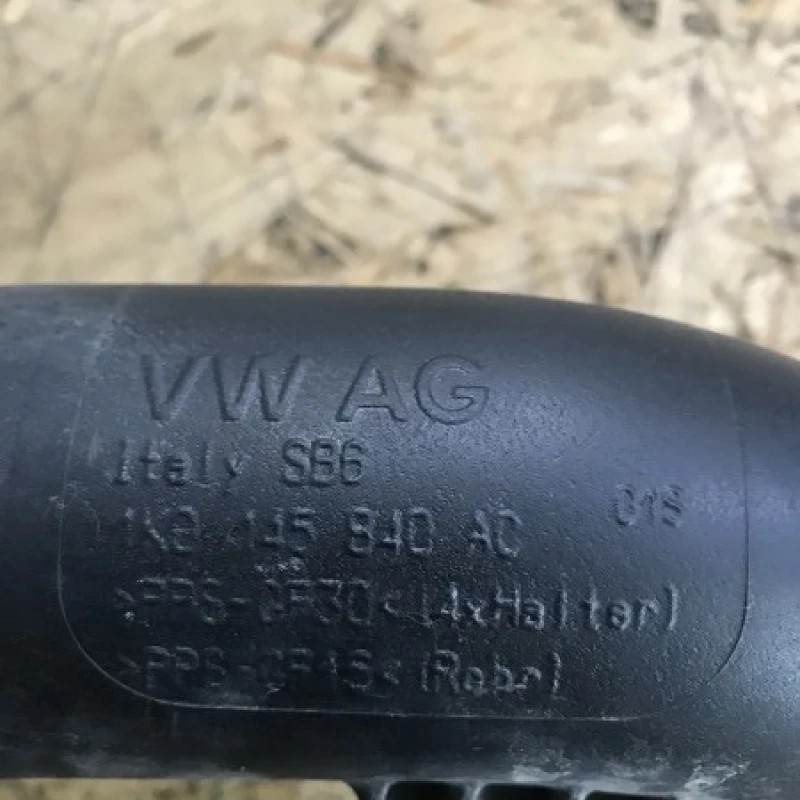 VW AG
Italy SB6
1K0 145 840 AC
>PPS-GF30< (4xHalter)
>PPS-GF15< (Rohr)